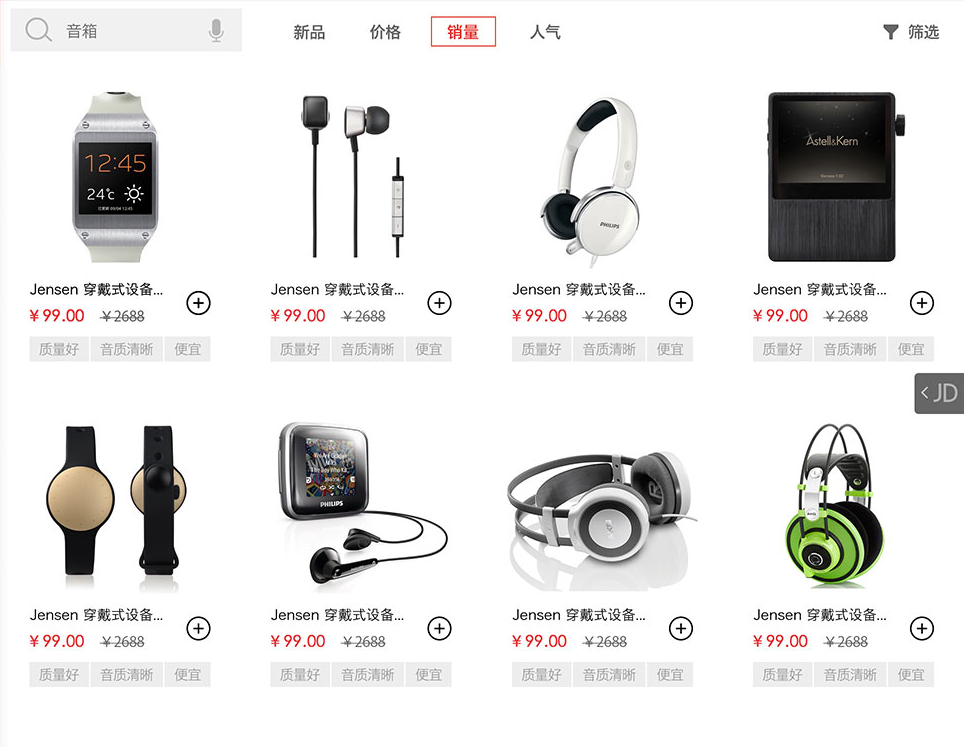 音箱
新品
价格
销量
人气
筛选
12:45
24℃
Astell&Kern
PHILIPS
Jensen 穿戴式设备...
¥99.00 ¥2688
质量好 音质清晰 便宜
Jensen 穿戴式设备...
¥99.00 ¥2688
质量好 音质清晰 便宜
Jensen 穿戴式设备...
¥99.00 ¥2688
质量好 音质清晰 便宜
Jensen 穿戴式设备...
¥99.00 ¥2688
质量好 音质清晰 便宜
JD
PHILIPS
Jensen 穿戴式设备...
¥99.00 ¥2688
质量好 音质清晰 便宜
Jensen 穿戴式设备...
¥99.00 ¥2688
质量好 音质清晰 便宜
Jensen 穿戴式设备...
¥99.00 ¥2688
质量好 音质清晰 便宜
Jensen 穿戴式设备...
¥99.00 ¥2688
质量好 音质清晰 便宜